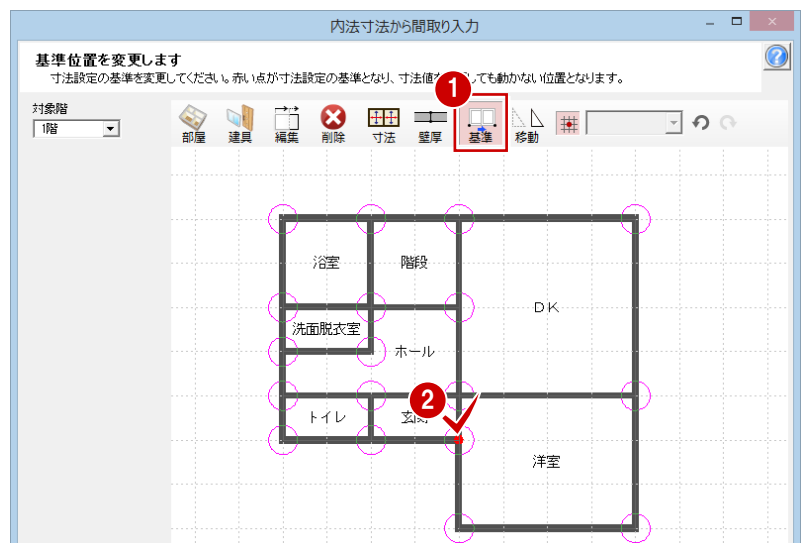 内法寸法から間取り入力
基準位置を変更します
寸法設定の基準を変更してください。赤い点が寸法設定の基準となり、寸法値を
しても動かない位置となります。
1
対象階
1階
部屋 建具 編集 削除 寸法 壁厚 基準 移動
浴室 階段
DK
洗面脱衣室
ホール
2
トイレ
洋室